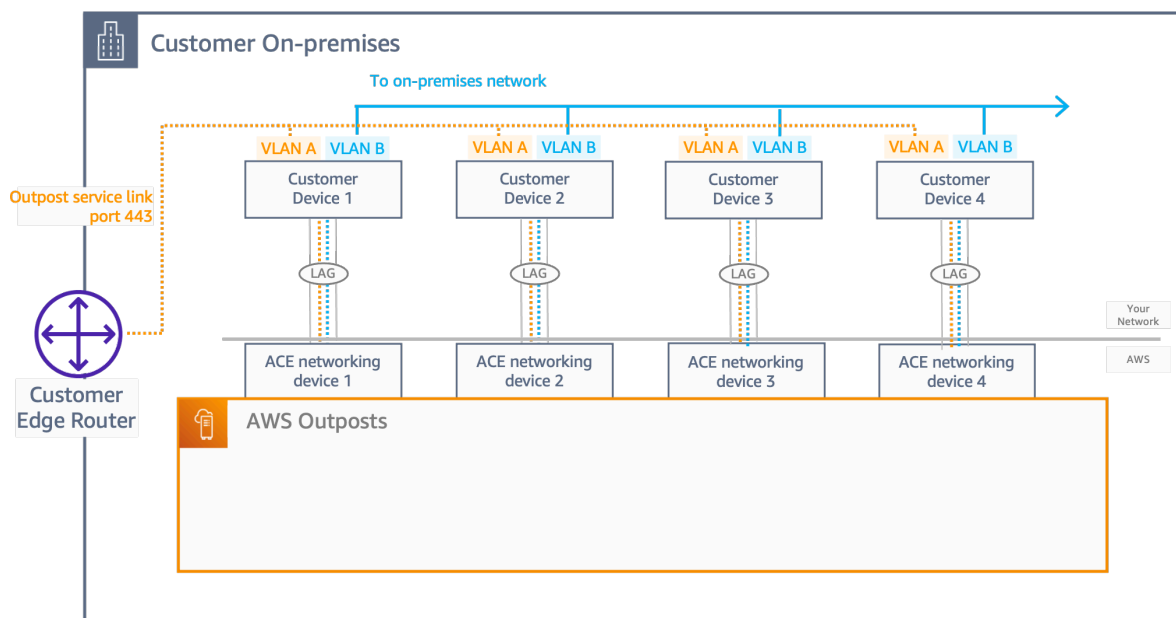 Customer On-premises
To on-premises network
VLAN A VLAN B VLAN A VLAN B VLAN A VLAN B VLAN A VLAN B
Customer
Device 1
Customer
Device 2
Customer
Device 3
Customer
Device 4
Outpost service link
port 443
LAG LAG LAG LAG
Your
Network
AWS
ACE networking
device 1
ACE networking
device 2
ACE networking
device 3
ACE networking
device 4
Customer
Edge Router
AWS Outposts